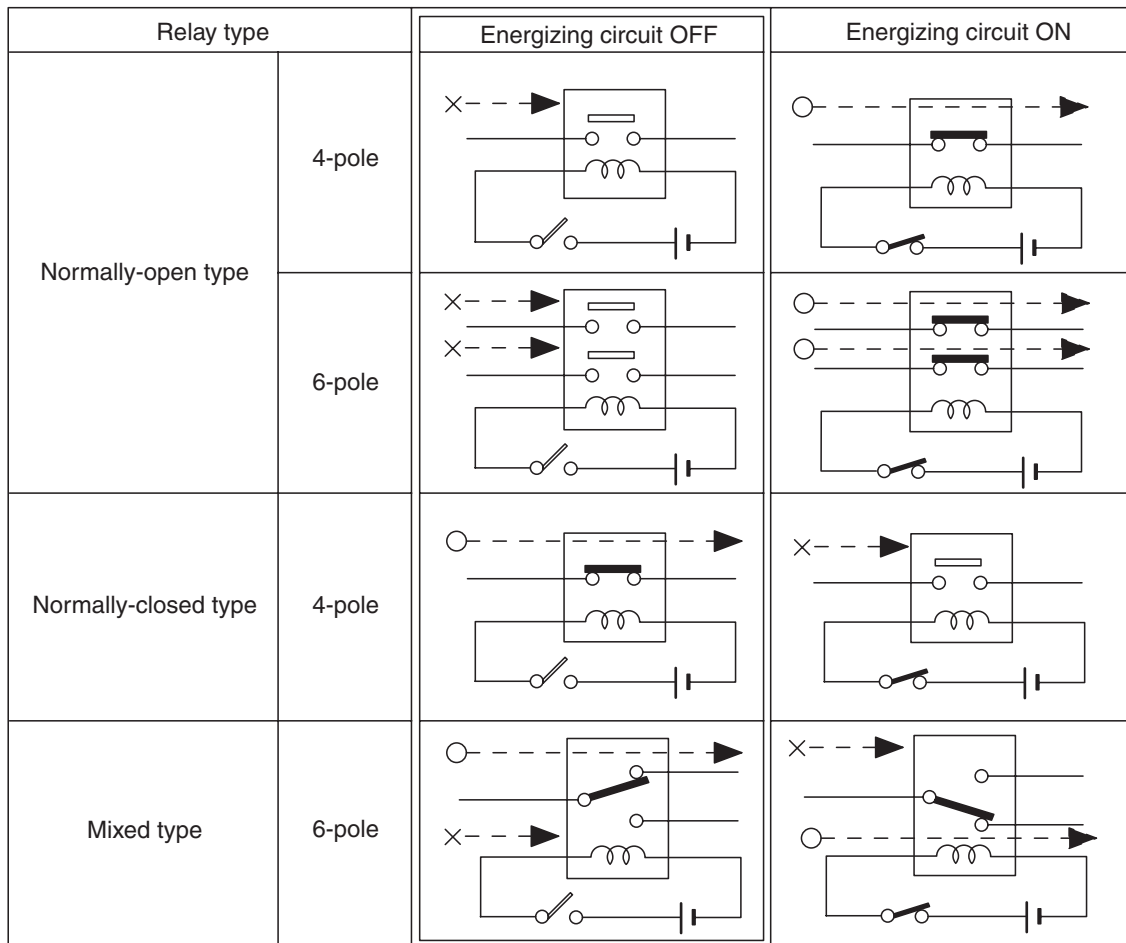 Relay type
Energizing circuit OFF
Energizing circuit ON
Normally-open type
4-pole
6-pole
Normally-closed type
4-pole
Mixed type
6-pole